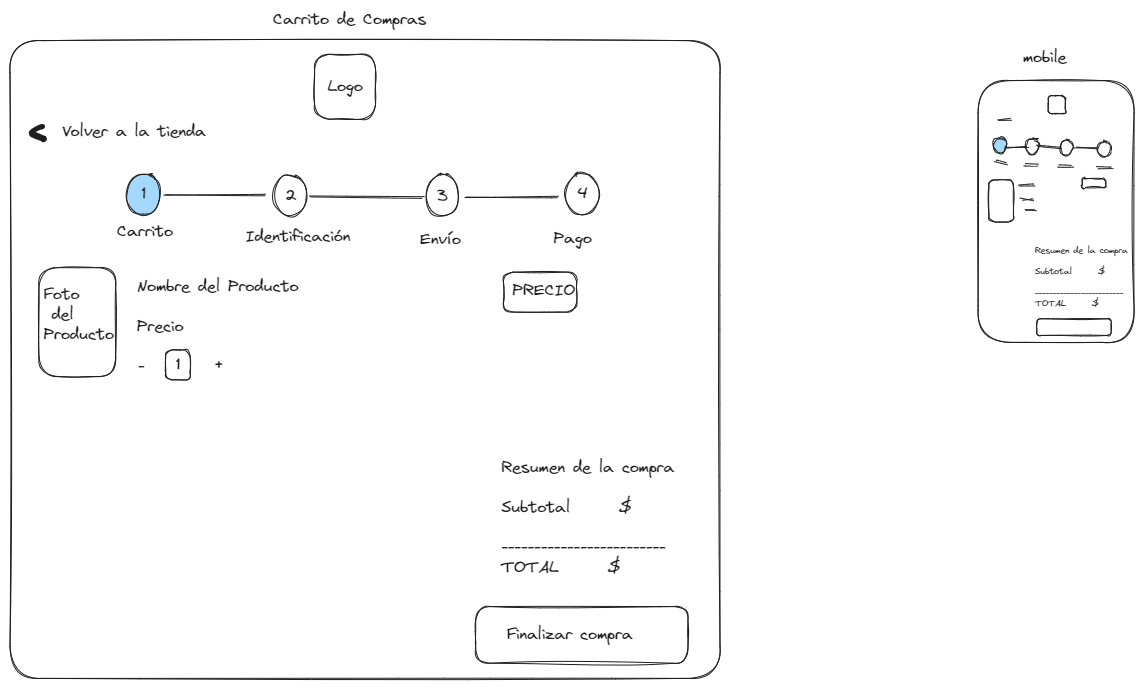 Carrito de Compras
Logo
< Volver a la tienda
1
2
3
4
Carrito
Identificación
Envío
Pago
Foto
del
Producto
Nombre del Producto
Precio
- 1 +
PRECIO
Resumen de la compra
Subtotal $
-------------------------
TOTAL $
Finalizar compra
mobile
Resumen de la compra
Subtotal $
-------------------------
TOTAL $